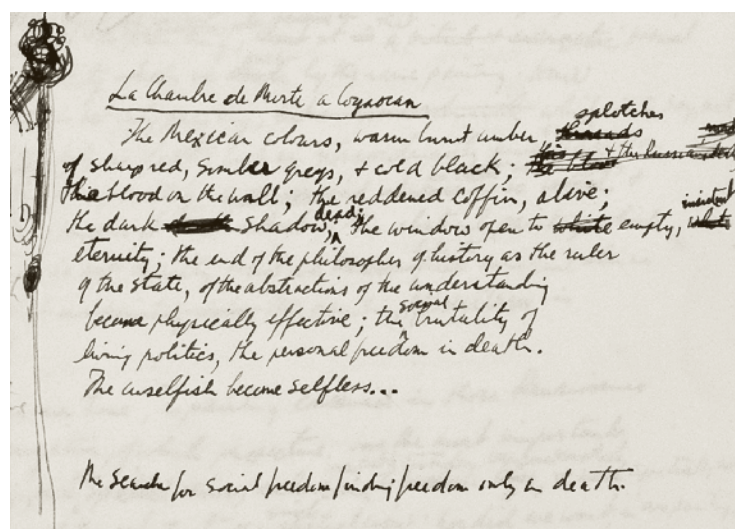 La Chambre de Morte a Coyaocan
The Mexican colours, warm burnt umber splotches
of sharp red, somber greys, & cold black;
This blood on the wall; the reddened coffin, alive;
the dark Shadow, dead; the window open to empty,
eternity; the end of the philosopher of history as the ruler
of the state, of the abstractions of the understanding
become physically effective; the social brutality of
living politics, the personal freedom in death.
The unselfish become selfless...
The search for social freedom finding freedom only in death.